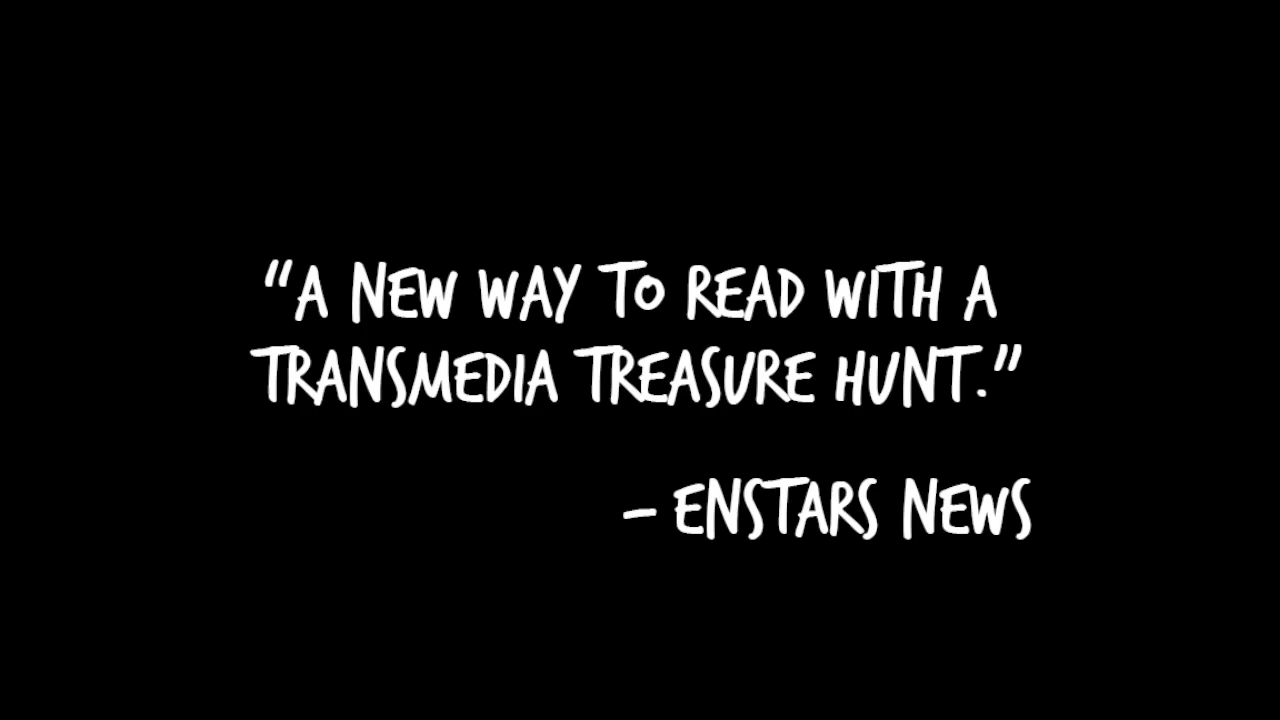 “A NEW WAY TO READ WITH A
TRANSMEDIA TREASURE HUNT.”
– ENSTARS NEWS